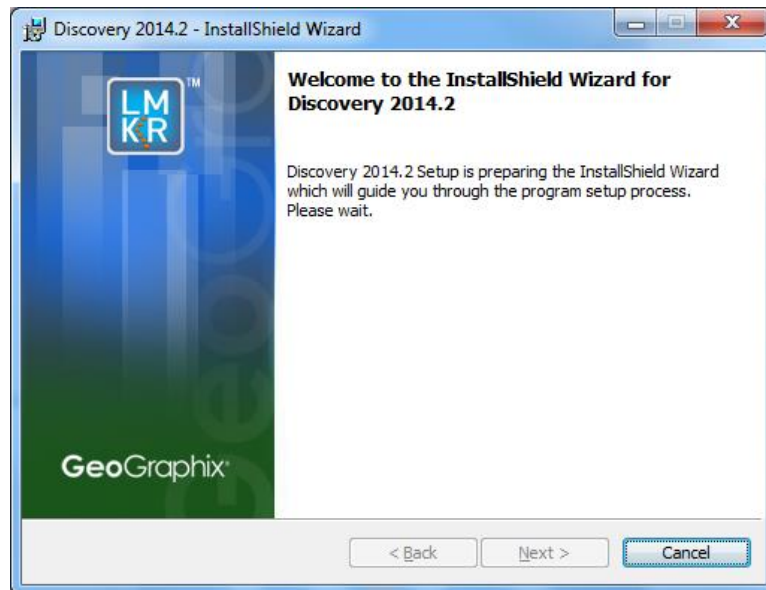 Discovery 2014.2 - InstallShield Wizard
LM
KR
TM
Welcome to the InstallShield Wizard for
Discovery 2014.2
Discovery 2014.2 Setup is preparing the InstallShield Wizard
which will guide you through the program setup process.
Please wait.
GeoGraphix
GeoGraphix
< Back
Next >
Cancel